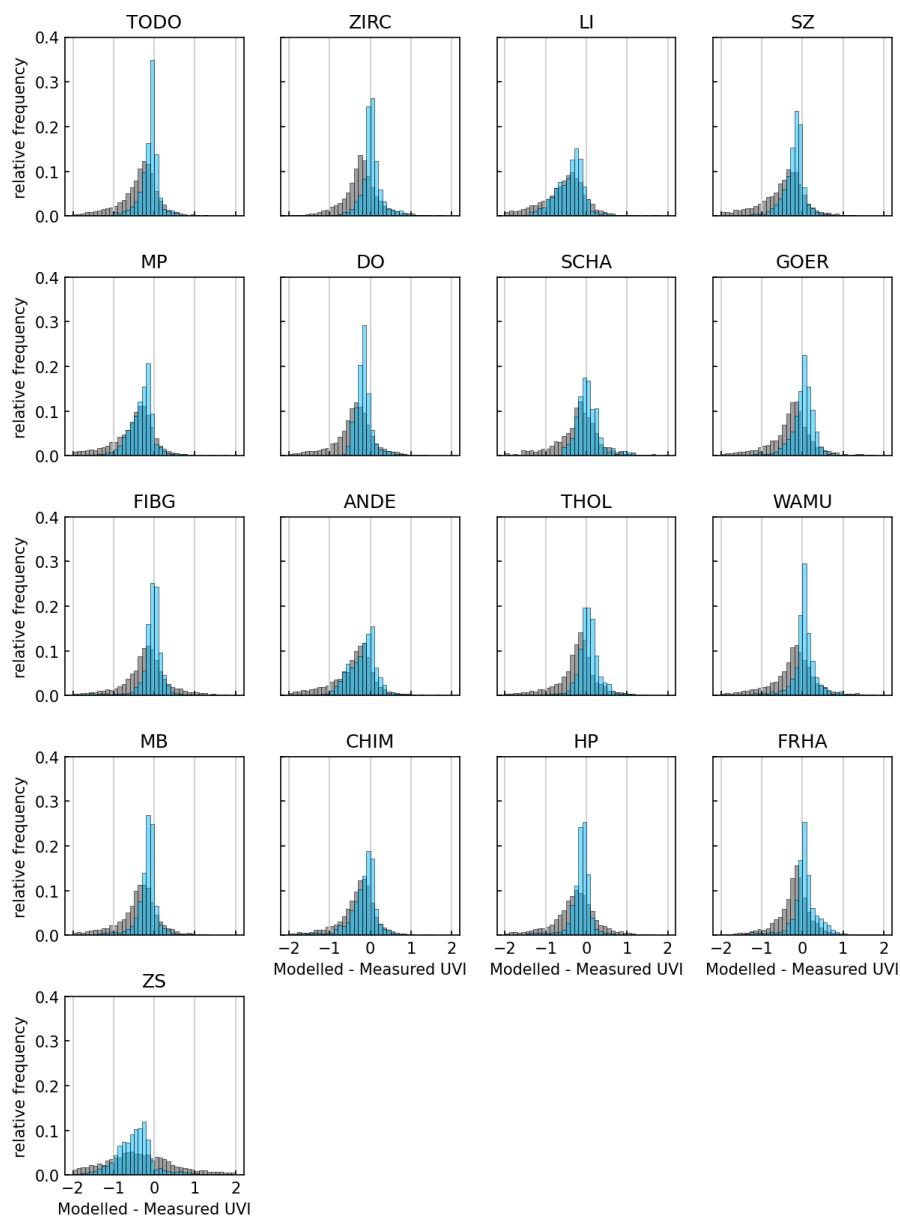 TODO ZIRC LI SZ
0.4
0.3
0.2
0.1
0.0
relative frequency
MP DO SCHA GOER
0.4
0.3
0.2
0.1
0.0
relative frequency
FIBG ANDE THOL WAMU
0.4
0.3
0.2
0.1
0.0
relative frequency
MB CHIM HP FRHA
0.4
0.3
0.2
0.1
0.0
relative frequency
−2 −1 0 1 2 −2 −1 0 1 2 −2 −1 0 1 2
Modelled - Measured UVI Modelled - Measured UVI Modelled - Measured UVI
ZS
0.4
0.3
0.2
0.1
0.0
relative frequency
−2 −1 0 1 2
Modelled - Measured UVI